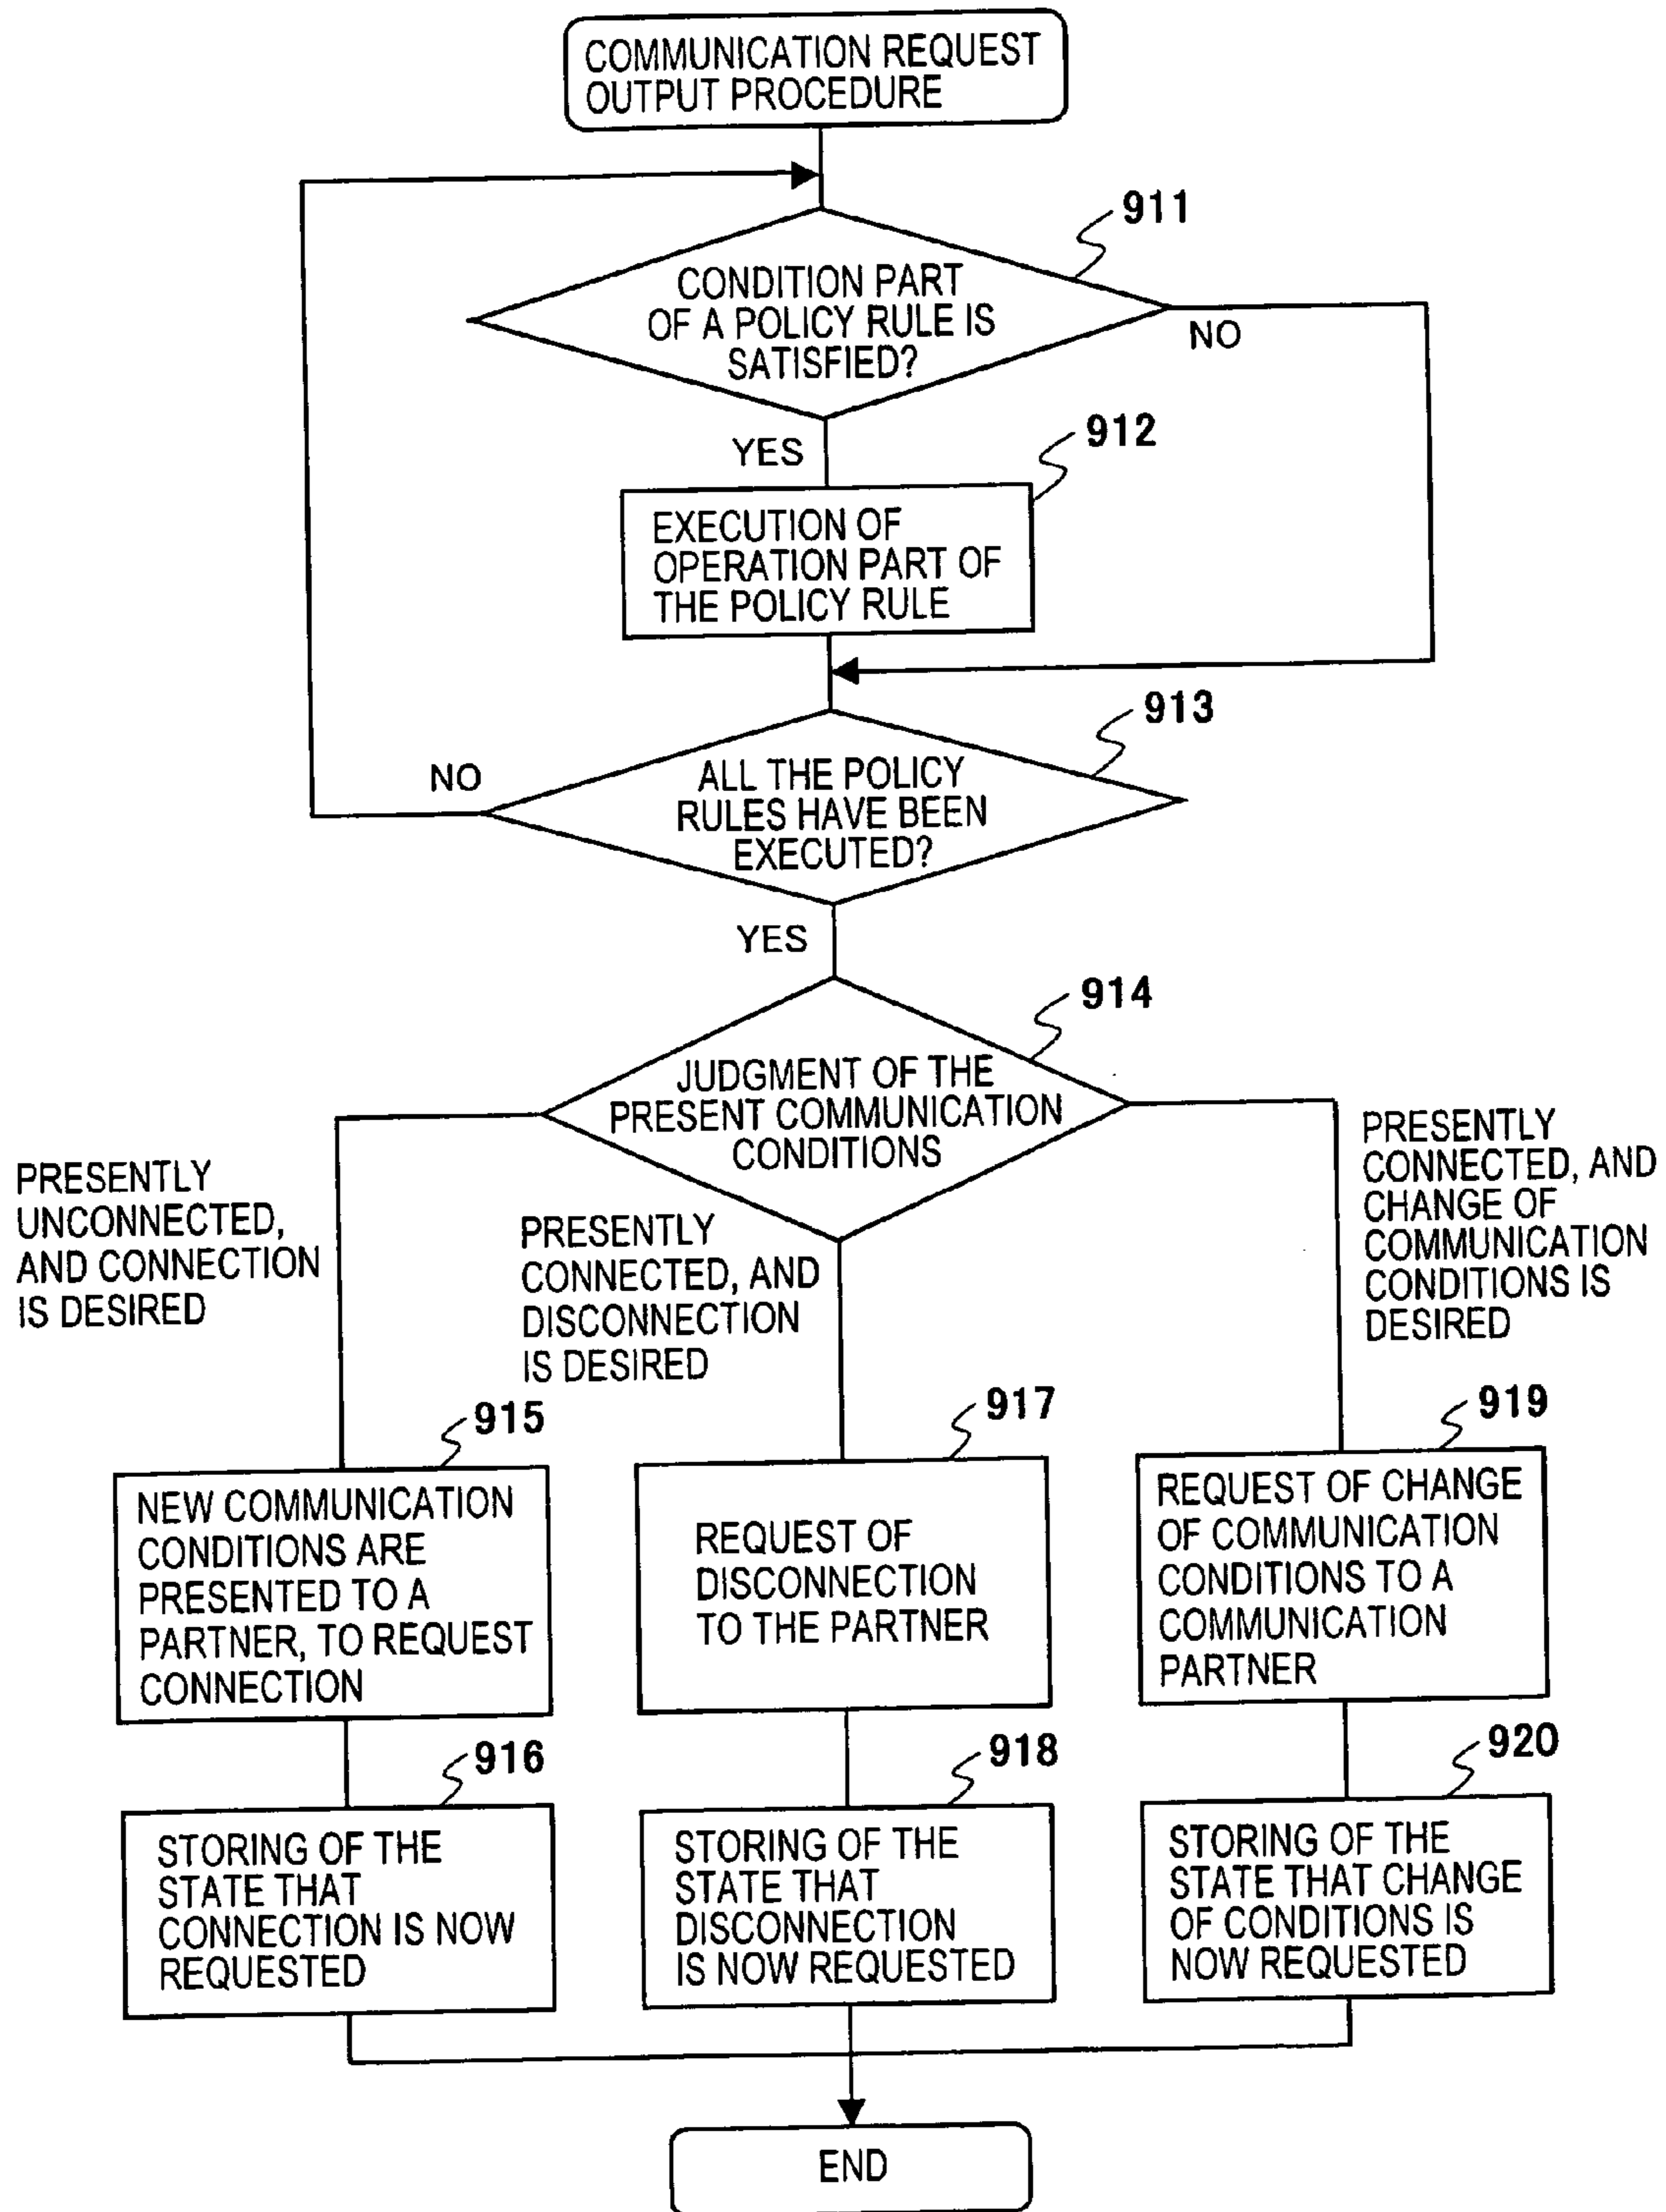 COMMUNICATION REQUEST
OUTPUT PROCEDURE
911
CONDITION PART
OF A POLICY RULE IS
SATISFIED?
NO
YES
912
EXECUTION OF
OPERATION PART OF
THE POLICY RULE
913
NO
ALL THE POLICY
RULES HAVE BEEN
EXECUTED?
YES
914
JUDGMENT OF THE
PRESENT COMMUNICATION
CONDITIONS
PRESENTLY
UNCONNECTED,
AND CONNECTION
IS DESIRED
PRESENTLY
CONNECTED, AND
DISCONNECTION
IS DESIRED
PRESENTLY
CONNECTED, AND
CHANGE OF
COMMUNICATION
CONDITIONS IS
DESIRED
915
NEW COMMUNICATION
CONDITIONS ARE
PRESENTED TO A
PARTNER, TO REQUEST
CONNECTION
917
REQUEST OF
DISCONNECTION
TO THE PARTNER
919
REQUEST OF CHANGE
OF COMMUNICATION
CONDITIONS TO A
COMMUNICATION
PARTNER
916
STORING OF THE
STATE THAT
CONNECTION IS NOW
REQUESTED
918
STORING OF THE
STATE THAT
DISCONNECTION
IS NOW REQUESTED
920
STORING OF THE
STATE THAT CHANGE
OF CONDITIONS IS
NOW REQUESTED
END